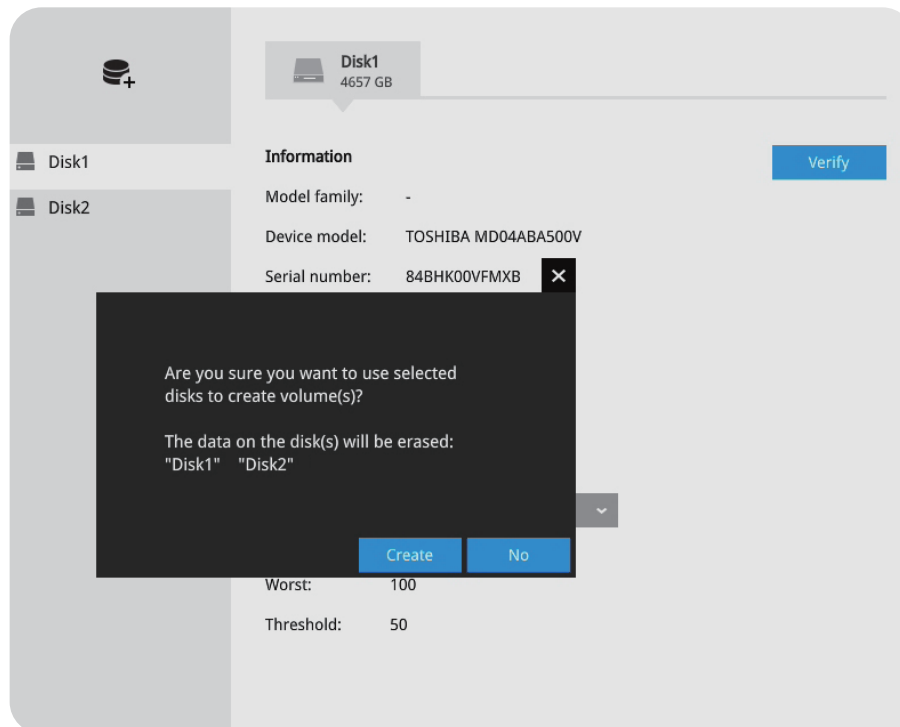 Disk1
4657 GB
Disk1
Disk2
Information
Verify
Model family: -
Device model: TOSHIBA MD04ABA500V
Serial number: 84BHK00VFMXB
Are you sure you want to use selected
disks to create volume(s)?
The data on the disk(s) will be erased:
"Disk1" "Disk2"
Create No
Worst: 100
Threshold: 50